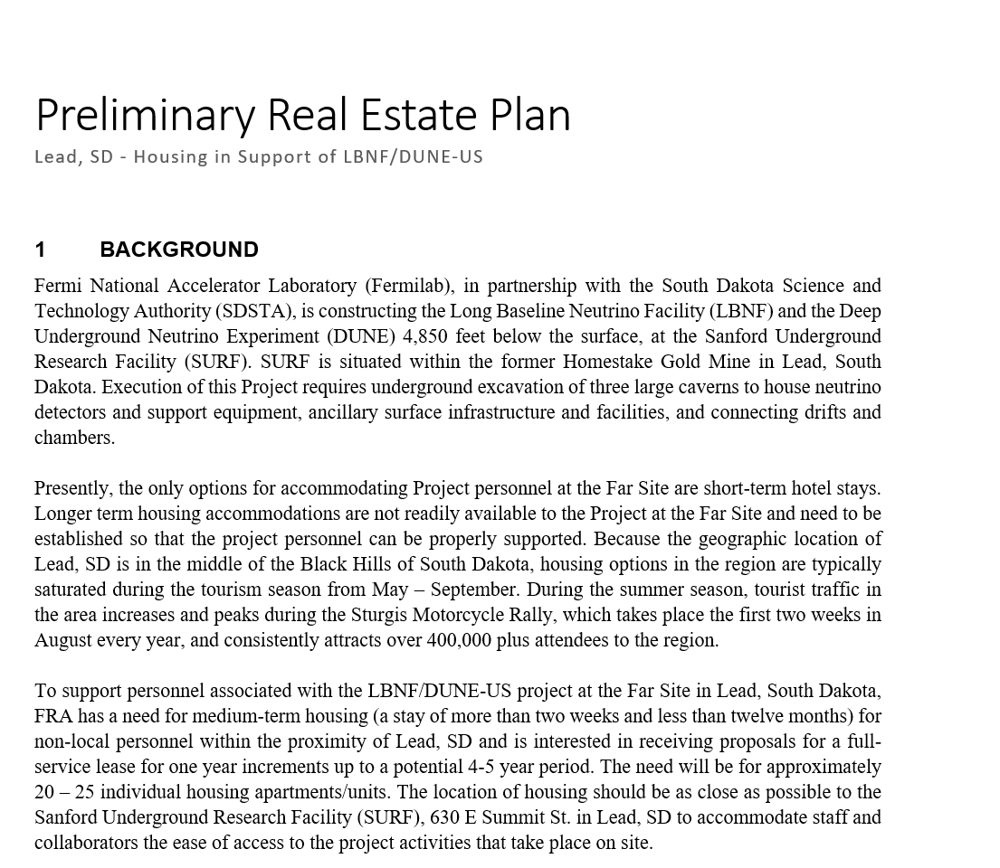 Preliminary Real Estate Plan
Lead, SD - Housing in Support of LBNF/DUNE-US
1 BACKGROUND
Fermi National Accelerator Laboratory (Fermilab), in partnership with the South Dakota Science and
Technology Authority (SDSTA), is constructing the Long Baseline Neutrino Facility (LBNF) and the Deep
Underground Neutrino Experiment (DUNE) 4,850 feet below the surface, at the Sanford Underground
Research Facility (SURF). SURF is situated within the former Homestake Gold Mine in Lead, South
Dakota. Execution of this Project requires underground excavation of three large caverns to house neutrino
detectors and support equipment, ancillary surface infrastructure and facilities, and connecting drifts and
chambers.
Presently, the only options for accommodating Project personnel at the Far Site are short-term hotel stays.
Longer term housing accommodations are not readily available to the Project at the Far Site and need to be
established so that the project personnel can be properly supported. Because the geographic location of
Lead, SD is in the middle of the Black Hills of South Dakota, housing options in the region are typically
saturated during the tourism season from May – September. During the summer season, tourist traffic in
the area increases and peaks during the Sturgis Motorcycle Rally, which takes place the first two weeks in
August every year, and consistently attracts over 400,000 plus attendees to the region.
To support personnel associated with the LBNF/DUNE-US project at the Far Site in Lead, South Dakota,
FRA has a need for medium-term housing (a stay of more than two weeks and less than twelve months) for
non-local personnel within the proximity of Lead, SD and is interested in receiving proposals for a full-
service lease for one year increments up to a potential 4-5 year period. The need will be for approximately
20 – 25 individual housing apartments/units. The location of housing should be as close as possible to the
Sanford Underground Research Facility (SURF), 630 E Summit St. in Lead, SD to accommodate staff and
collaborators the ease of access to the project activities that take place on site.